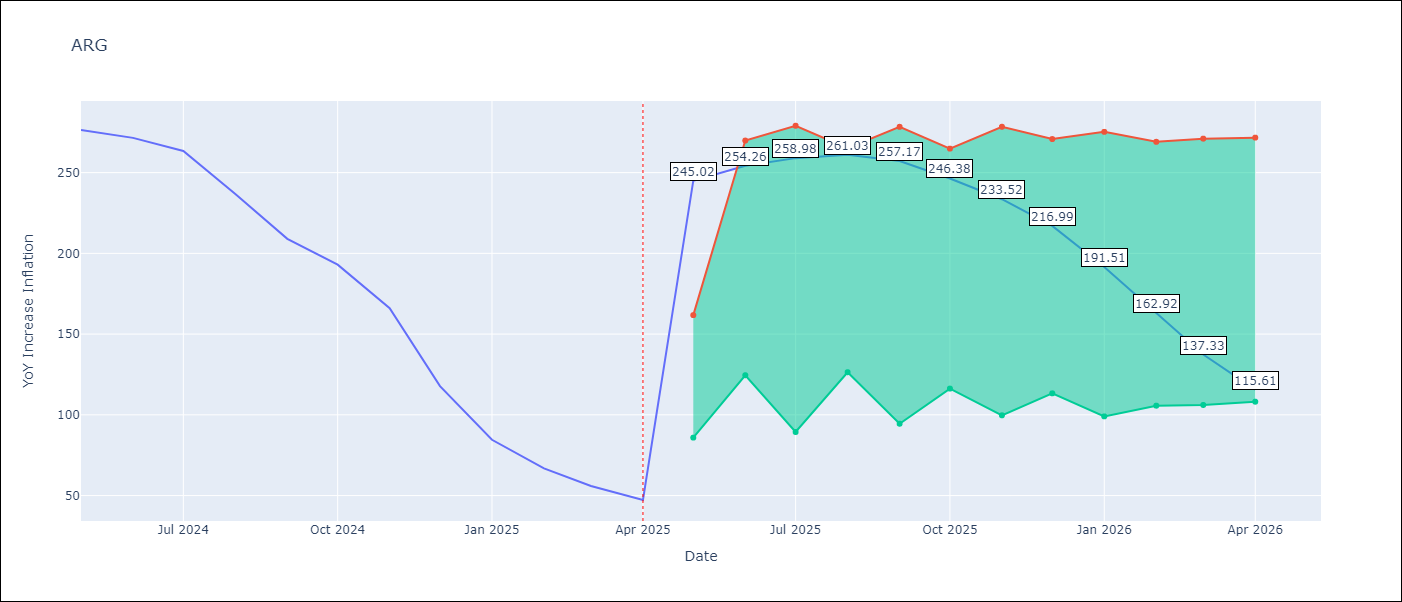 ARG
YoY Increase Inflation
250
200
150
100
50
245.02
254.26
258.98
261.03
257.17
246.38
233.52
216.99
191.51
162.92
137.33
115.61
Jul 2024
Oct 2024
Jan 2025
Apr 2025
Jul 2025
Oct 2025
Jan 2026
Apr 2026
Date